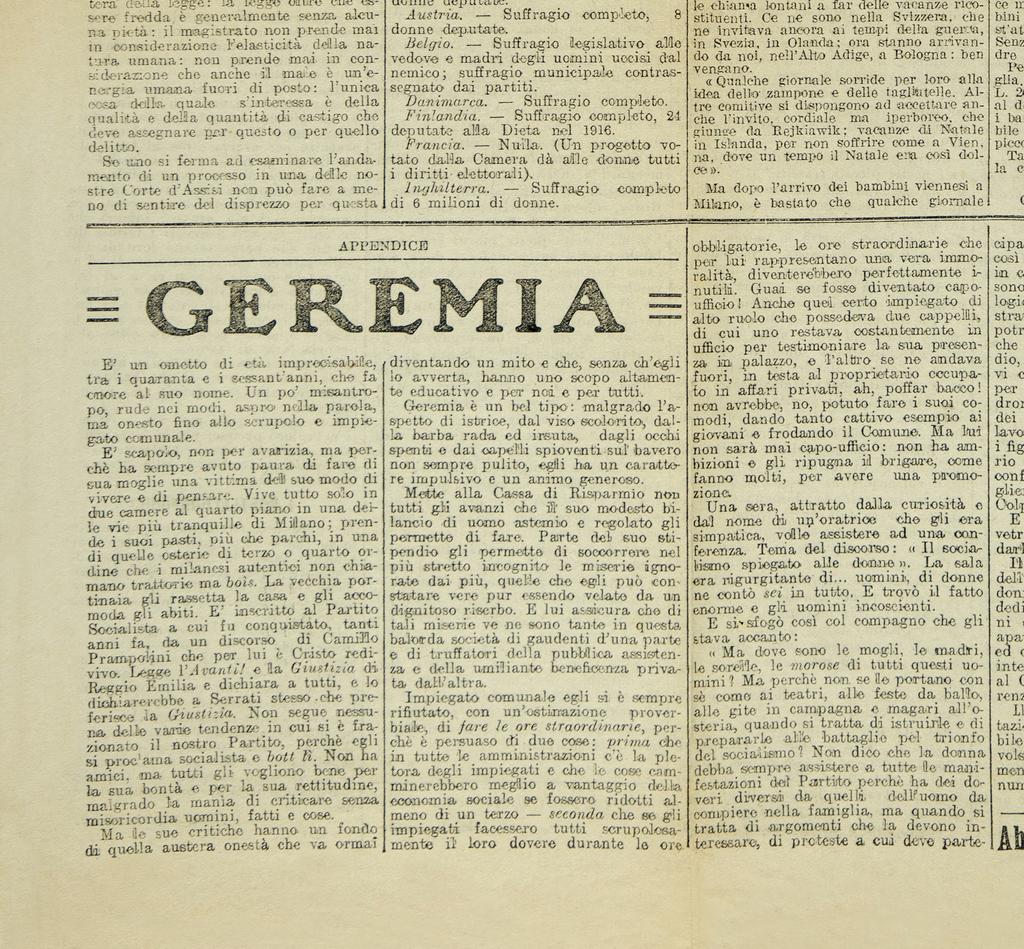 tera della legge: la legge oltre che es-
sere fredda è generalmente senza alcu-
na pietà: il magistrato non prende mai
in considerazione l'elasticità della na-
tura umana: non prende mai in con-
siderazione che anche il male è un'e-
nergia umana fuori di posto: l'unica
cosa della quale s'interessa è della
qualità e della quantità di castigo che
deve assegnare per questo o per quello
delitto.
Se uno si ferma ad esaminare l'anda-
mento di un processo in una delle no-
stre Corte d'Assisi non può fare a me-
no di sentire del disprezzo per questa
donne deputate.
Austria. — Suffragio completo, 8
donne deputate.
Belgio. — Suffragio legislativo alle
vedove e madri degli uomini uccisi dal
nemico; suffragio municipale contras-
segnato dai partiti.
Danimarca. — Suffragio completo.
Finlandia. — Suffragio completo, 24
deputate alla Dieta nel 1916.
Francia. — Nulla. (Un progetto vo-
tato dalla Camera dà alle donne tutti
i diritti elettorali).
Inghilterra. — Suffragio completo
di 6 milioni di donne.
le chiama lontani a far delle vacanze rico-
stituenti. Ce ne sono nella Svizzera, che
ne invitava ancora ai tempi della guerra,
in Svezia, in Olanda; ora stanno arrivan-
do da noi, nell'Alto Adige, a Bologna: ben
vengano.
« Qualche giornale sorride per loro alla
idea dello zampone e delle tagliatelle. Al-
tre comitive si dispongono ad accettare an-
che l'invito, cordiale ma iperboreo, che
giunge da Rejkiawik; vacanze di Natale
in Islanda, per non soffrire come a Vien-
na, dove un tempo il Natale era così dol-
ce ».
Ma dopo l'arrivo dei bambini viennesi a
Milano, è bastato che qualche giornale
APPENDICE
GEREMIA
E' un ometto di età imprecisabile,
tra i quaranta e i sessant'anni, che fa
onore al suo nome. Un po' misantro-
po, rude nei modi, aspro nella parola,
ma onesto fino allo scrupolo e impie-
gato comunale.
E' scapolo, non per avarizia, ma per-
chè ha sempre avuto paura di fare di
sua moglie una vittima del suo modo di
vivere e di pensare. Vive tutto solo in
due camere al quarto piano in una del-
le vie più tranquille di Milano; pren-
de i suoi pasti, più che parchi, in una
di quelle osterie di terzo o quarto or-
dine che i milanesi autentici non chia-
mano trattorie ma bois. La vecchia por-
tinaia gli rassetta la casa e gli acco-
moda gli abiti. E' inscritto al Partito
Socialista a cui fu conquistato, tanti
anni fa, da un discorso di Camillo
Prampolini che per lui è Cristo redi-
vivo. Legge l'Avanti! e la Giustizia di
Reggio Emilia e dichiara a tutti, e lo
dichiarerebbe a Serrati stesso che pre-
ferisce la Giustizia. Non segue nessu-
na delle varie tendenze in cui si è fra-
zionato il nostro Partito, perchè egli
si proclama socialista e bott lì. Non ha
amici, ma tutti gli vogliono bene per
la sua bontà e per la sua rettitudine,
malgrado la mania di criticare senza
misericordia uomini, fatti e cose.
Ma le sue critiche hanno un fondo
di quella austera onestà che va ormai
diventando un mito e che, senza ch'egli
lo avverta, hanno uno scopo altamen-
te educativo e per noi e per tutti.
Geremia è un bel tipo: malgrado l'a-
spetto di istrice, dal viso scolorito, dal-
la barba rada ed irsuta, dagli occhi
spenti e dai capelli spioventi sul bavero
non sempre pulito, egli ha un caratte-
re impulsivo e un animo generoso.
Mette alla Cassa di Risparmio non
tutti gli avanzi che il suo modesto bi-
lancio di uomo astemio e regolato gli
permette di fare. Parte del suo sti-
pendio gli permette di soccorrere nel
più stretto incognito le miserie igno-
rate dai più, quelle che egli può con-
statare vere pur essendo velate da un
dignitoso riserbo. E lui assicura che di
tali miserie ve ne sono tante in questa
balorda società di gaudenti d'una parte
e di truffatori della pubblica assisten-
za e della umiliante beneficenza priva-
ta dall'altra.
Impiegato comunale egli si è sempre
rifiutato, con un'ostinazione prover-
biale, di fare le ore straordinarie, per-
chè è persuaso di due cose: prima che
in tutte le amministrazioni c'è la ple-
tora degli impiegati e che le cose cam-
minerebbero meglio a vantaggio della
economia sociale se fossero ridotti al-
meno di un terzo — seconda che se gli
impiegati facessero tutti scrupolosa-
mente il loro dovere durante le ore
obbligatorie, le ore straordinarie che
per lui rappresentano una vera immo-
ralità, diventerebbero perfettamente i-
nutili. Guai se fosse diventato capo-
ufficio! Anche quel certo impiegato di
alto ruolo che possedeva due cappelli,
di cui uno restava costantemente in
ufficio per testimoniare la sua presen-
za in palazzo, e l'altro se ne andava
fuori, in testa al proprietario occupa-
to in affari privati, ah, poffar bacco!
non avrebbe, no, potuto fare i suoi co-
modi, dando tanto cattivo esempio ai
giovani e frodando il Comune. Ma lui
non sarà mai capo-ufficio: non ha am-
bizioni e gli ripugna il brigare, come
fanno molti, per avere una promo-
zione.
Una sera, attratto dalla curiosità e
dal nome di un'oratrice che gli era
simpatica, volle assistere ad una con-
ferenza. Tema del discorso: « Il socia-
lismo spiegato alle donne ». La sala
era rigurgitante di... uomini, di donne
ne contò sei in tutto. E trovò il fatto
enorme e gli uomini incoscienti.
E si sfogò così col compagno che gli
stava accanto:
« Ma dove sono le mogli, le madri,
le sorelle, le morose di tutti questi uo-
mini? Ma perchè non se le portano con
sè come ai teatri, alle feste da ballo,
alle gite in campagna e magari all'o-
steria, quando si tratta di istruirle e di
prepararle alle battaglie pel trionfo
del socialismo? Non dico che la donna
debba sempre assistere a tutte le mani-
festazioni del Partito perchè ha dei do-
veri diversi da quelli dell'uomo da
compiere nella famiglia, ma quando si
tratta di argomenti che la devono in-
teressare, di proteste a cui deve parte-